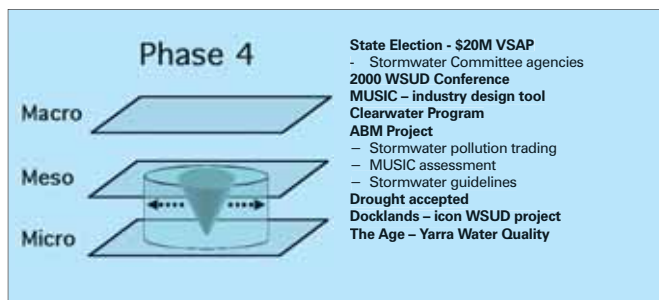 Phase 4
Macro
Meso
Micro
State Election - $20M VSAP
- Stormwater Committee agencies
2000 WSUD Conference
MUSIC – industry design tool
Clearwater Program
ABM Project
– Stormwater pollution trading
– MUSIC assessment
– Stormwater guidelines
Drought accepted
Docklands – icon WSUD project
The Age – Yarra Water Quality